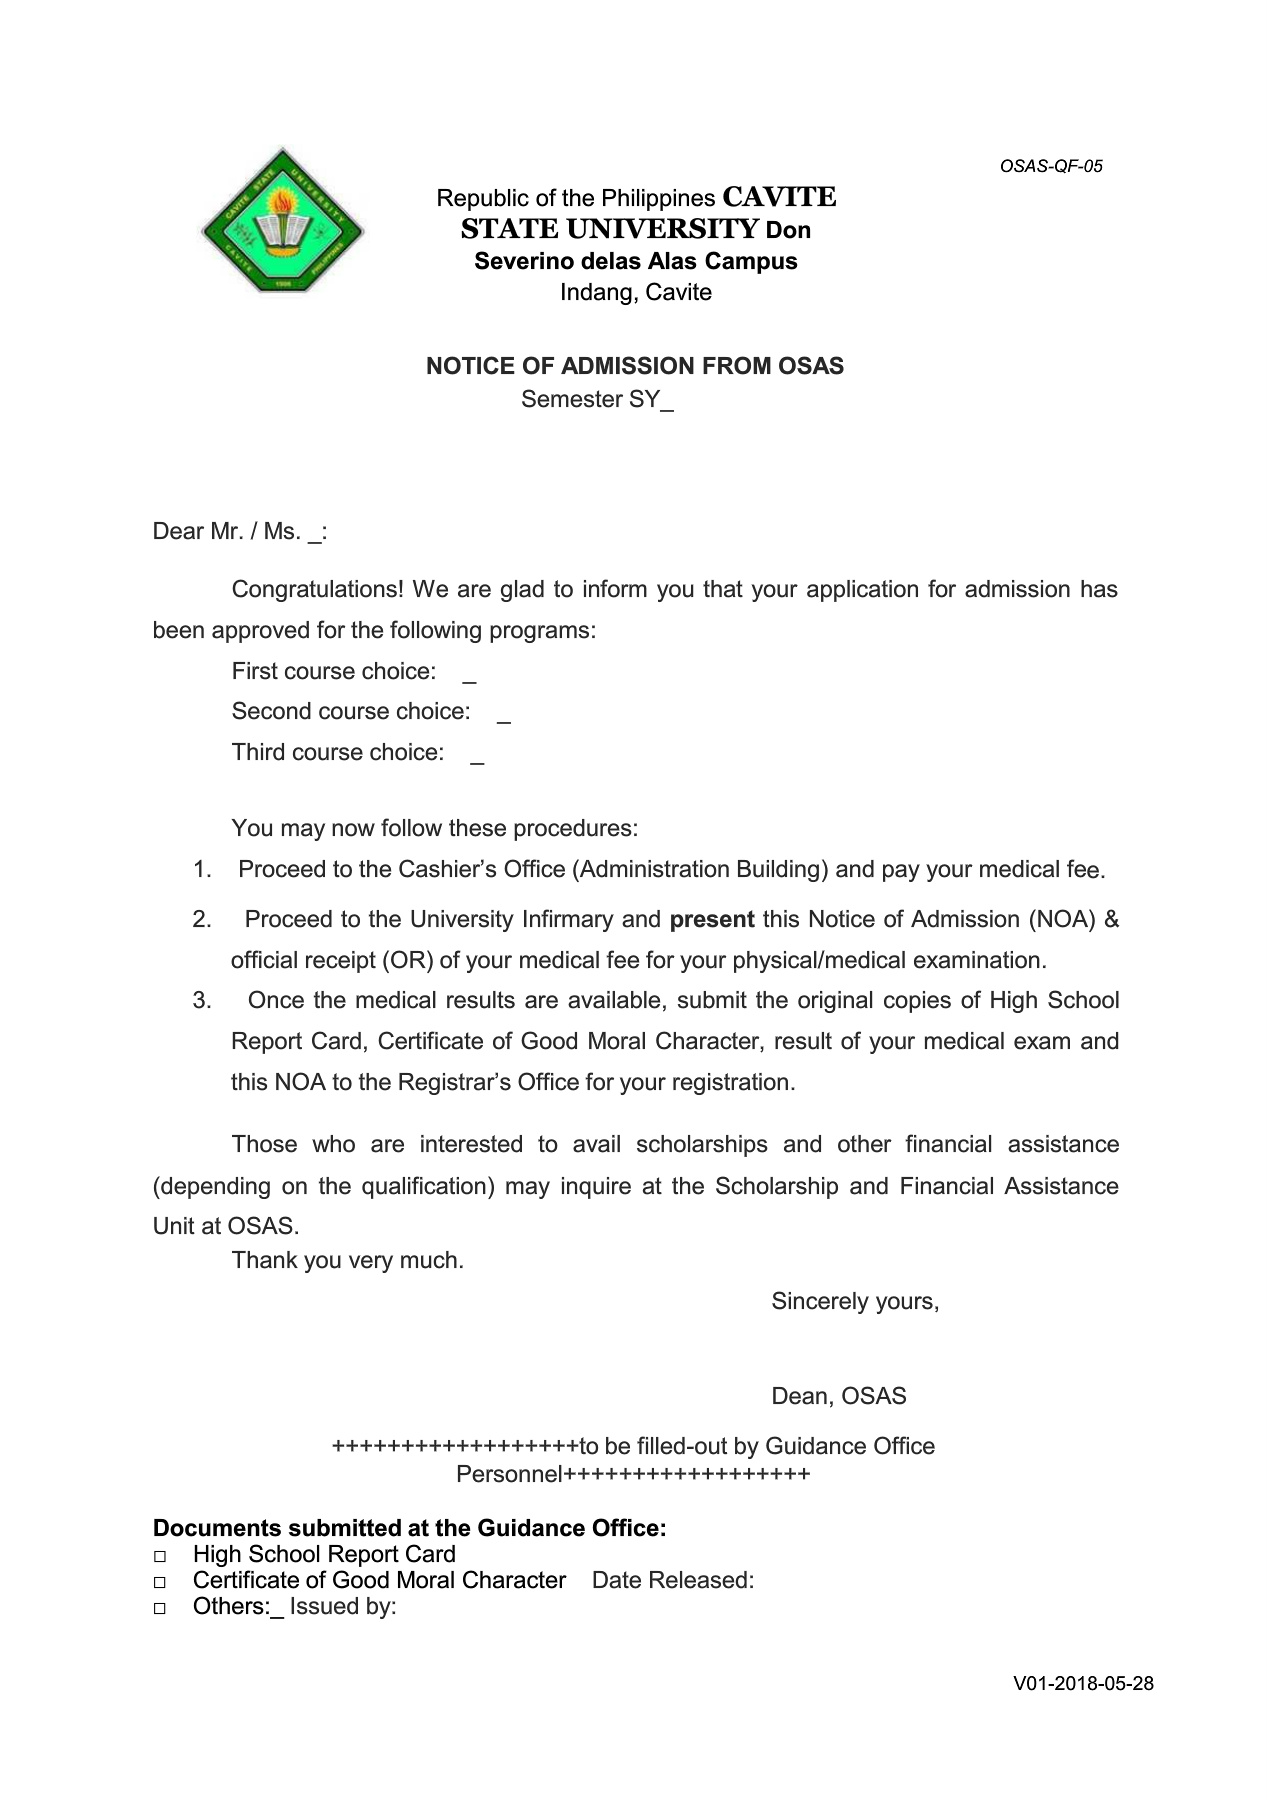 OSAS-QF-05
CAVITE STATE UNIVERSITY
CAVITE PHILIPPINES
1906
Republic of the Philippines CAVITE
STATE UNIVERSITY Don
Severino delas Alas Campus
Indang, Cavite
NOTICE OF ADMISSION FROM OSAS
Semester SY_
Dear Mr. / Ms. _:
Congratulations! We are glad to inform you that your application for admission has
been approved for the following programs:
First course choice: _
Second course choice: _
Third course choice: _
You may now follow these procedures:
1. Proceed to the Cashier’s Office (Administration Building) and pay your medical fee.
2. Proceed to the University Infirmary and present this Notice of Admission (NOA) &
official receipt (OR) of your medical fee for your physical/medical examination.
3. Once the medical results are available, submit the original copies of High School
Report Card, Certificate of Good Moral Character, result of your medical exam and
this NOA to the Registrar’s Office for your registration.
Those who are interested to avail scholarships and other financial assistance
(depending on the qualification) may inquire at the Scholarship and Financial Assistance
Unit at OSAS.
Thank you very much.
Sincerely yours,
Dean, OSAS
++++++++++++++++++to be filled-out by Guidance Office
Personnel++++++++++++++++++
Documents submitted at the Guidance Office:
□ High School Report Card
□ Certificate of Good Moral Character Date Released:
□ Others:_ Issued by:
V01-2018-05-28